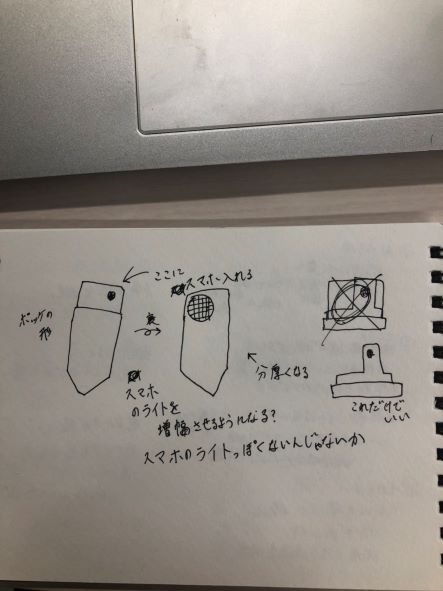 ここに
スマホ入れる
ポッケの
形
裏
分厚くなる
スマホ
のライトを
増幅させるようになる?
これだけで
いい
スマホのライトっぽくないんじゃないか